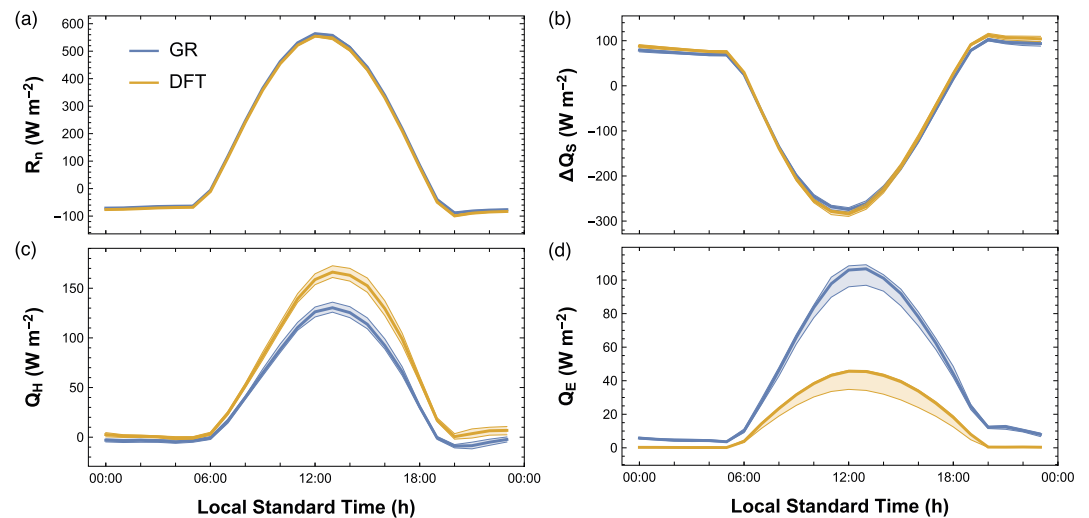 (a)
600
500
400
300
200
100
0
−100
Rn (W m−2)
GR
DFT
(b)
100
0
−100
−200
−300
ΔQS (W m−2)
(c)
150
100
50
0
QH (W m−2)
00:00 06:00 12:00 18:00 00:00
Local Standard Time (h)
(d)
100
80
60
40
20
0
QE (W m−2)
00:00 06:00 12:00 18:00 00:00
Local Standard Time (h)